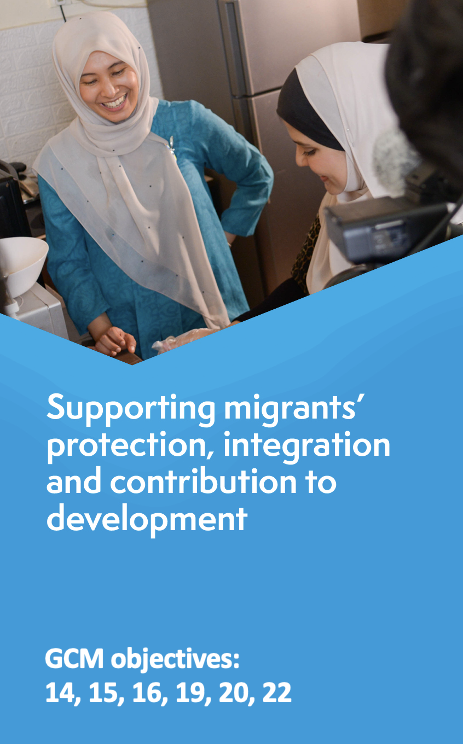 Supporting migrants’
protection, integration
and contribution to
development
GCM objectives:
14, 15, 16, 19, 20, 22